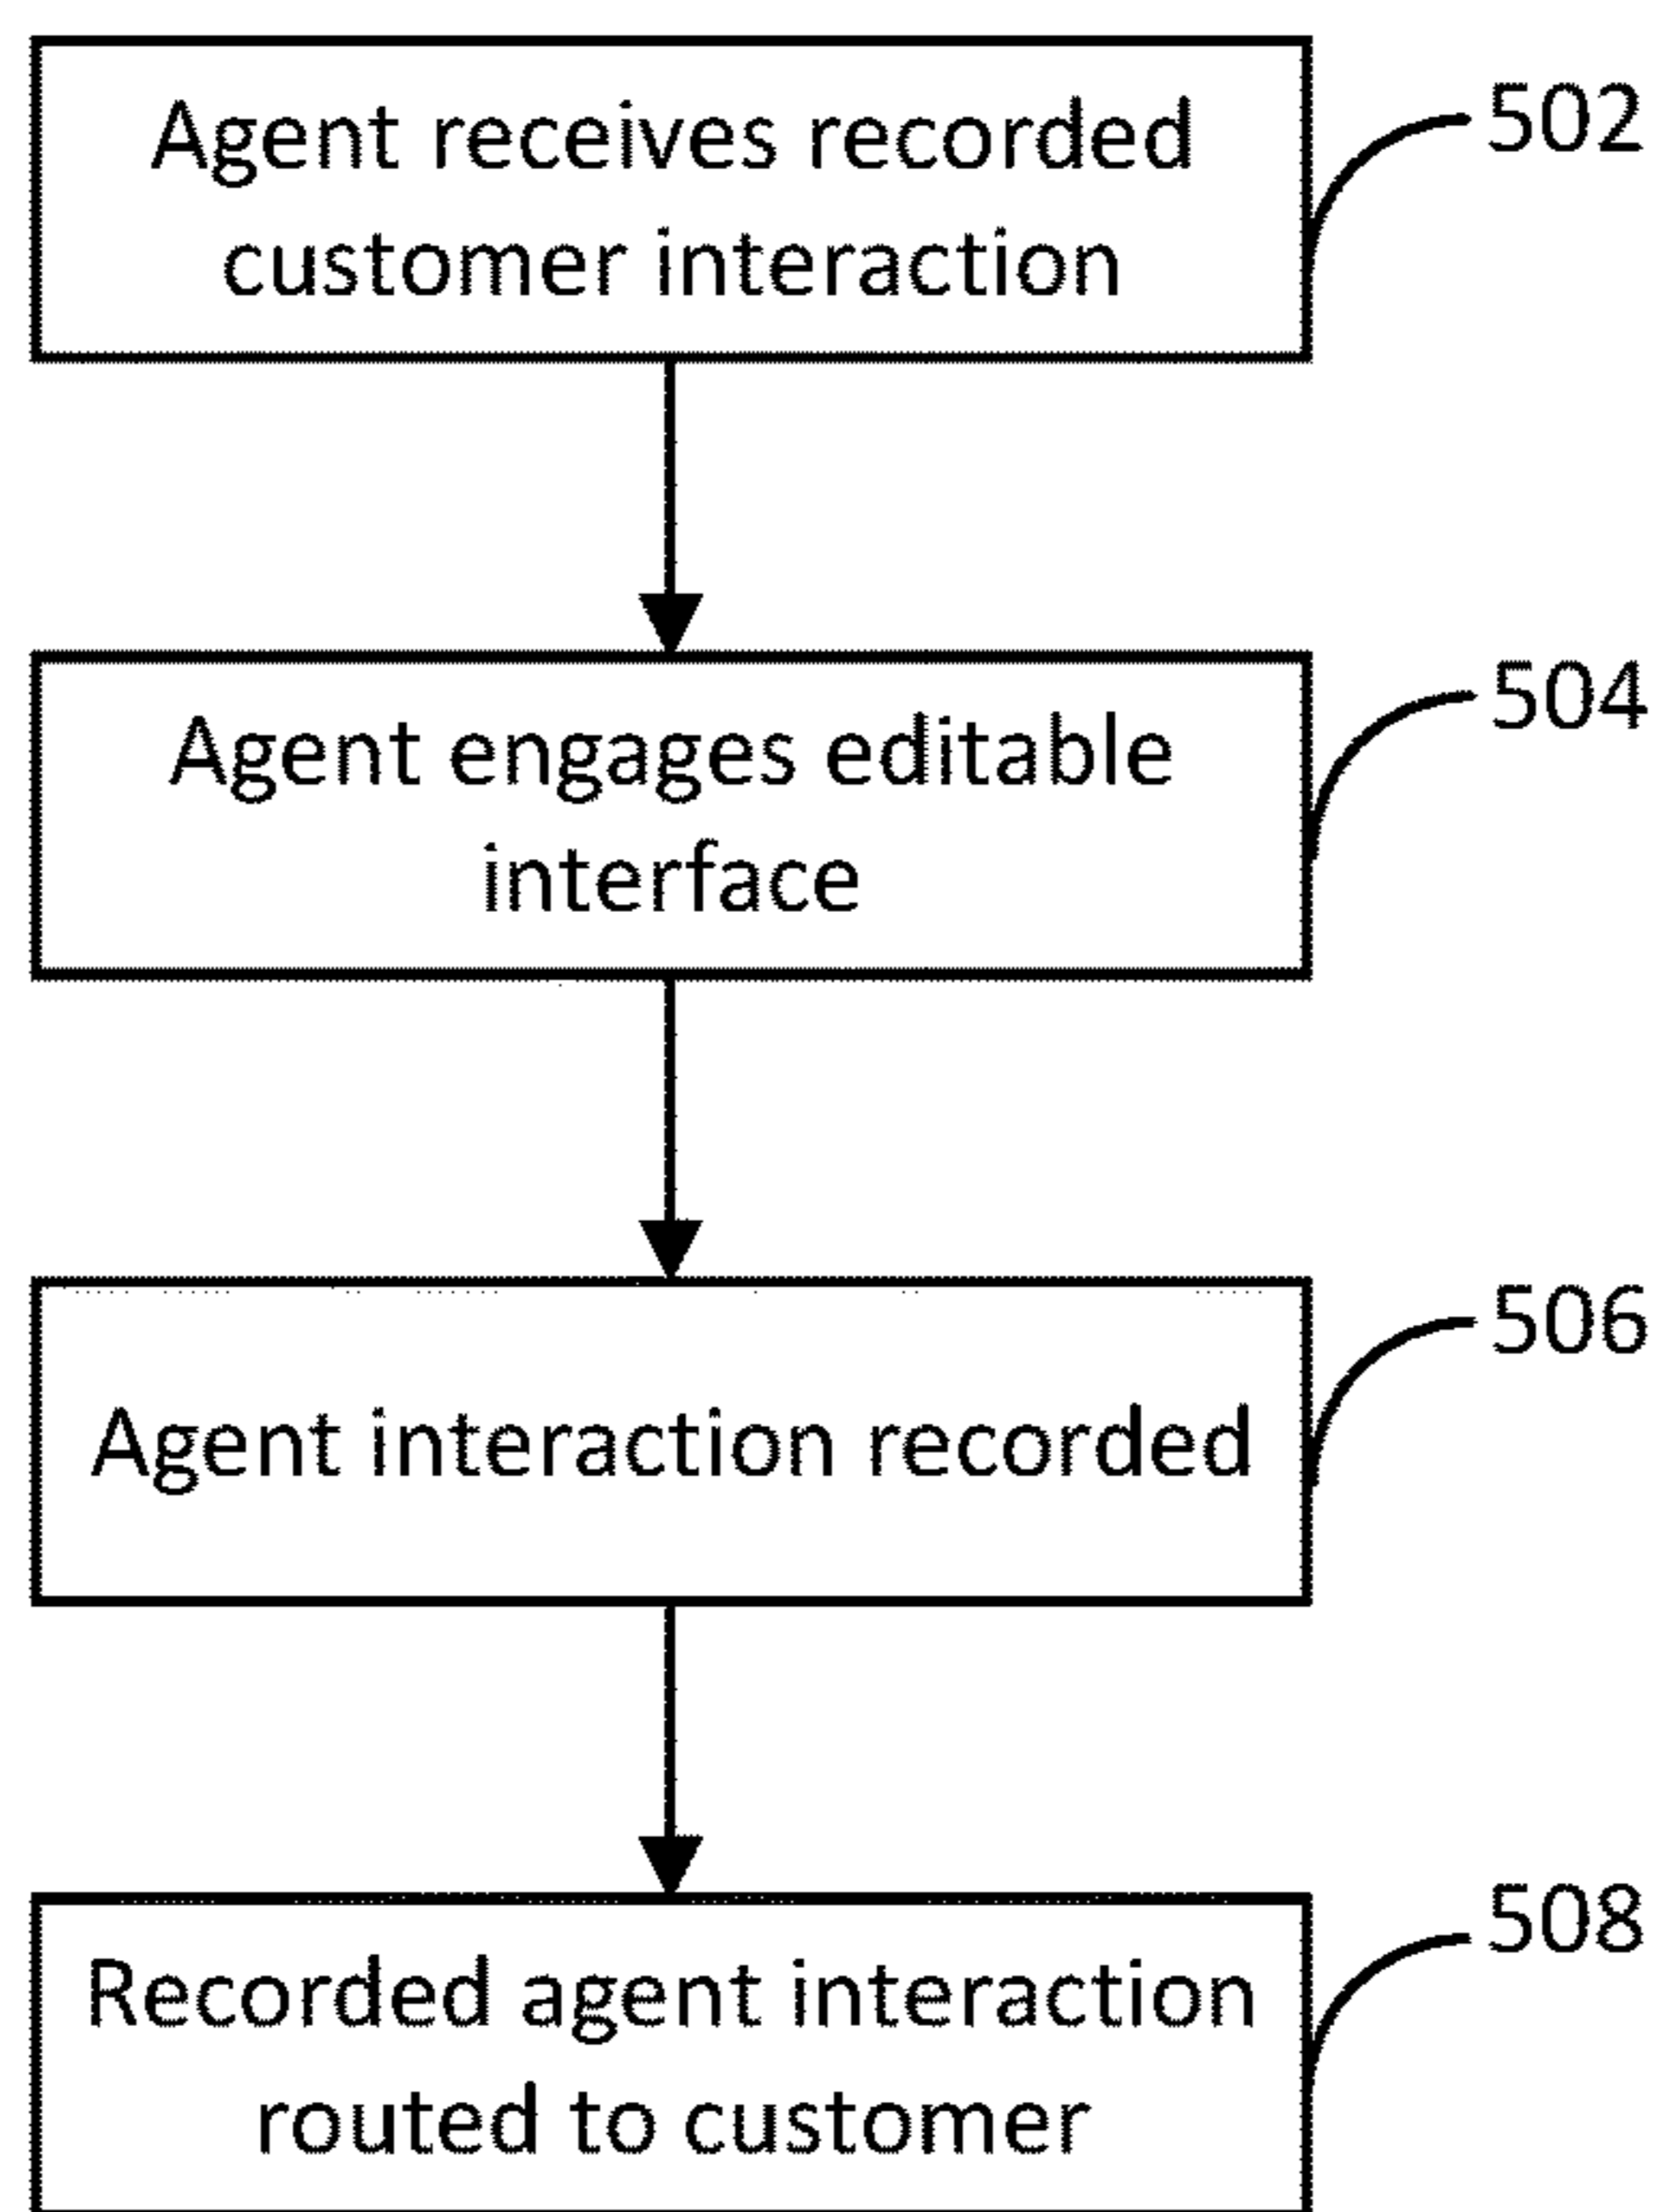 Agent receives recorded
customer interaction
502
Agent engages editable
interface
504
Agent interaction recorded
506
Recorded agent interaction
routed to customer
508